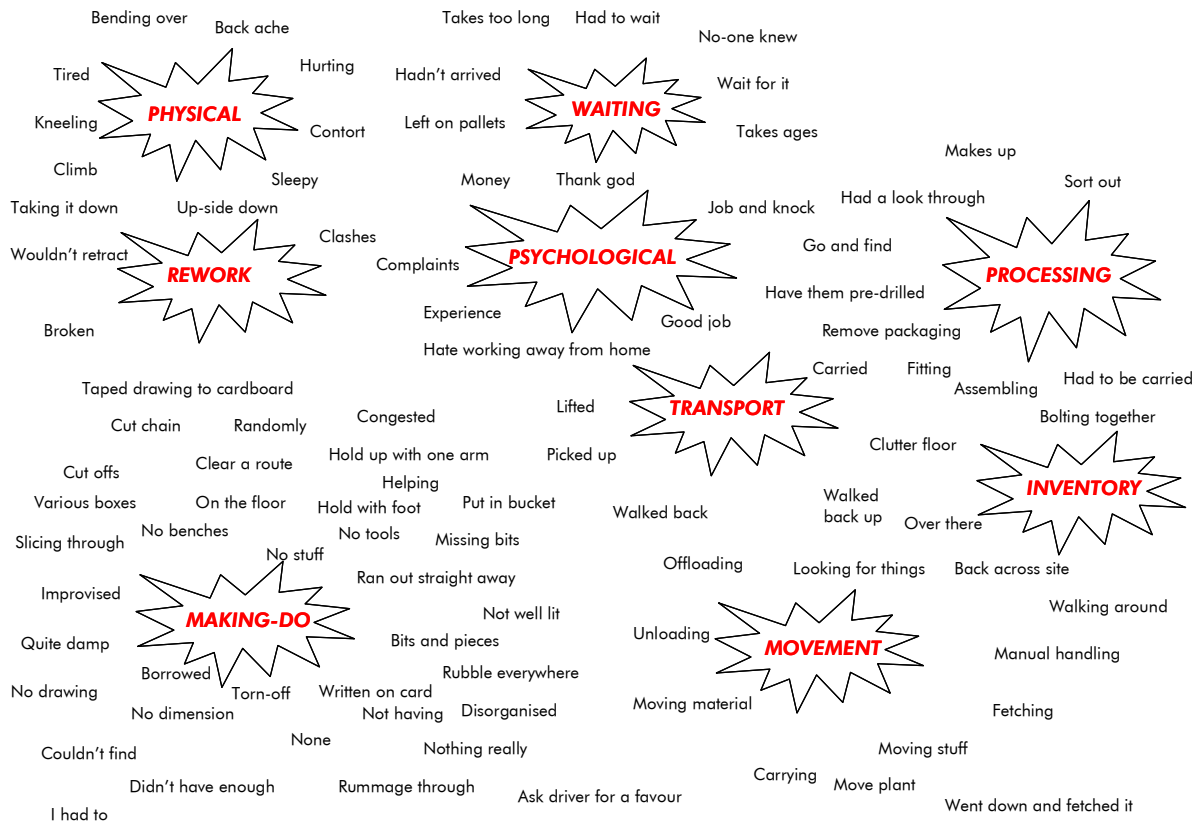 Bending over
Back ache
Tired
Hurting
PHYSICAL
Kneeling
Contort
Climb
Sleepy
Takes too long
Had to wait
No-one knew
Hadn't arrived
Wait for it
WAITING
Left on pallets
Takes ages
Taking it down
Up-side down
Wouldn't retract
Clashes
REWORK
Broken
Money
Thank god
Job and knock
Complaints
PSYCHOLOGICAL
Experience
Good job
Hate working away from home
Makes up
Sort out
Had a look through
Go and find
PROCESSING
Have them pre-drilled
Remove packaging
Fitting
Assembling
Bolting together
Carried
Lifted
TRANSPORT
Picked up
Had to be carried
Clutter floor
INVENTORY
Walked back
Walked
back up
Over there
Offloading
Looking for things
Back across site
Walking around
Unloading
MOVEMENT
Manual handling
Moving material
Fetching
Moving stuff
Carrying
Move plant
Went down and fetched it
Taped drawing to cardboard
Cut chain
Randomly
Congested
Cut offs
Clear a route
Hold up with one arm
Helping
Various boxes
On the floor
Hold with foot
Put in bucket
Slicing through
No benches
No tools
Missing bits
No stuff
Improvised
Ran out straight away
MAKING-DO
Not well lit
Quite damp
Bits and pieces
Borrowed
Rubble everywhere
No drawing
Torn-off
Written on card
No dimension
Not having
Disorganised
Couldn't find
None
Nothing really
Didn't have enough
Rummage through
Ask driver for a favour
I had to